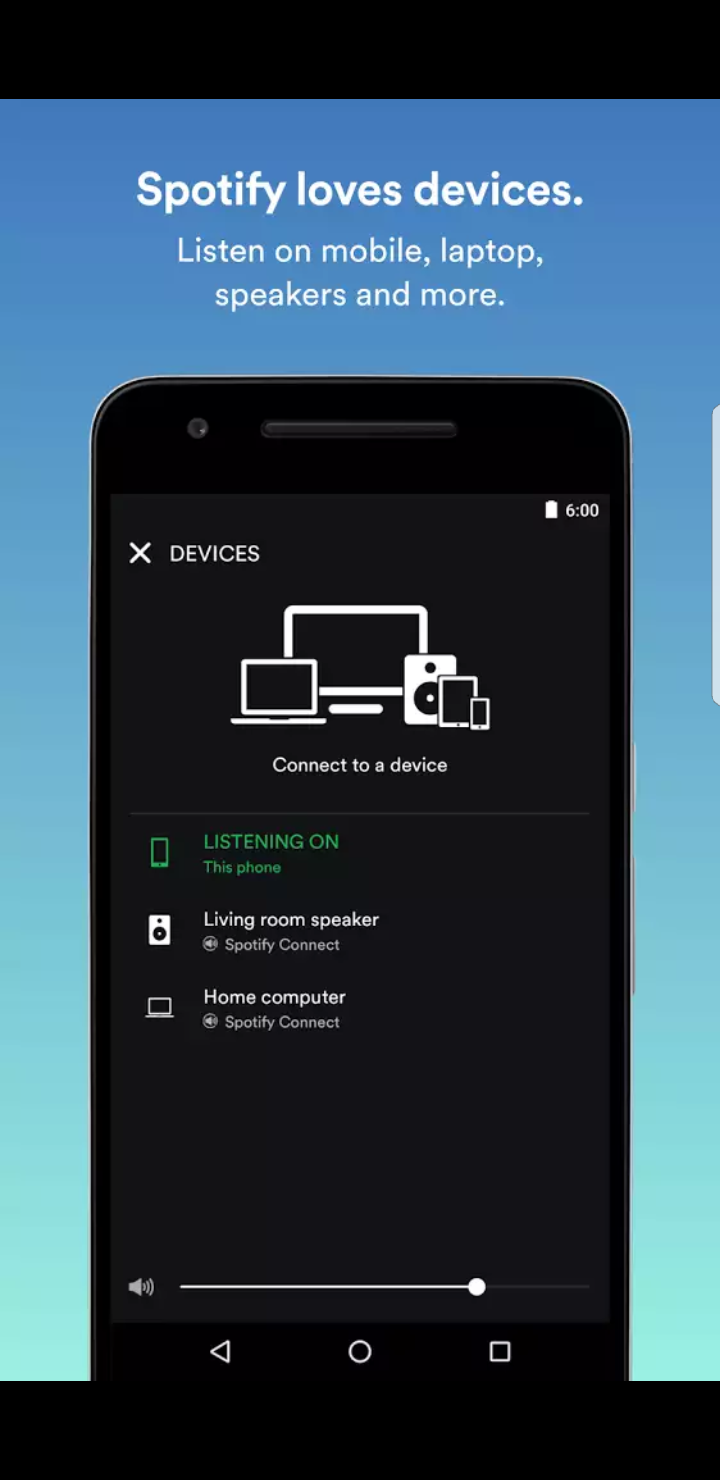 Spotify loves devices.
Listen on mobile, laptop,
speakers and more.
6:00
DEVICES
Connect to a device
LISTENING ON
This phone
Living room speaker
Spotify Connect
Home computer
Spotify Connect